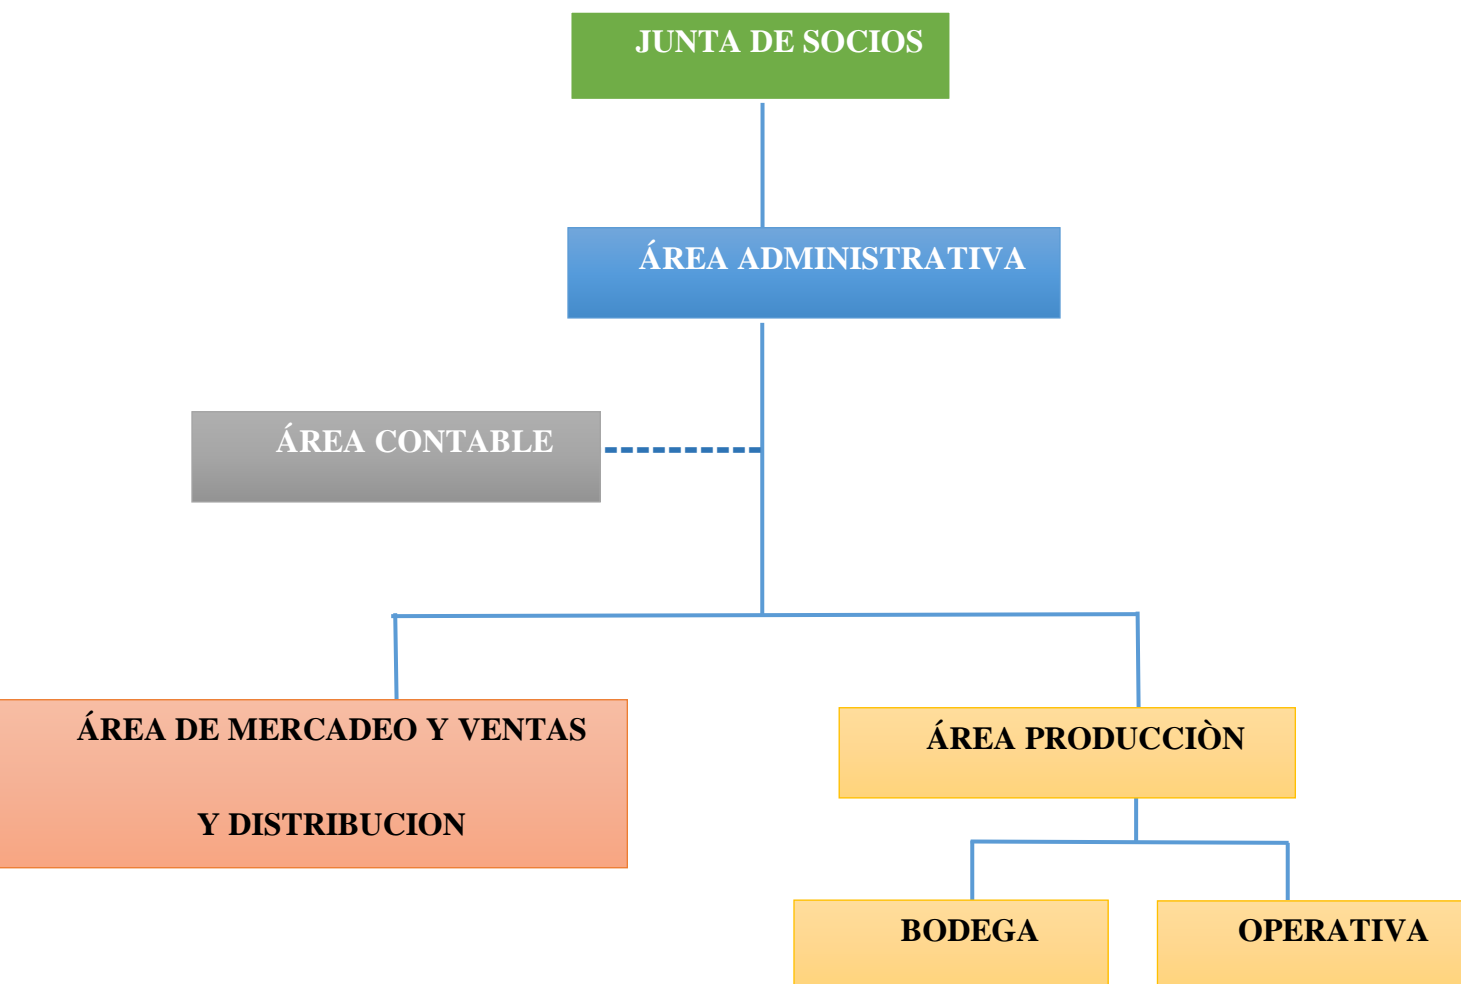 JUNTA DE SOCIOS
ÁREA ADMINISTRATIVA
ÁREA CONTABLE
ÁREA DE MERCADEO Y VENTAS
Y DISTRIBUCION
ÁREA PRODUCCIÒN
BODEGA
OPERATIVA